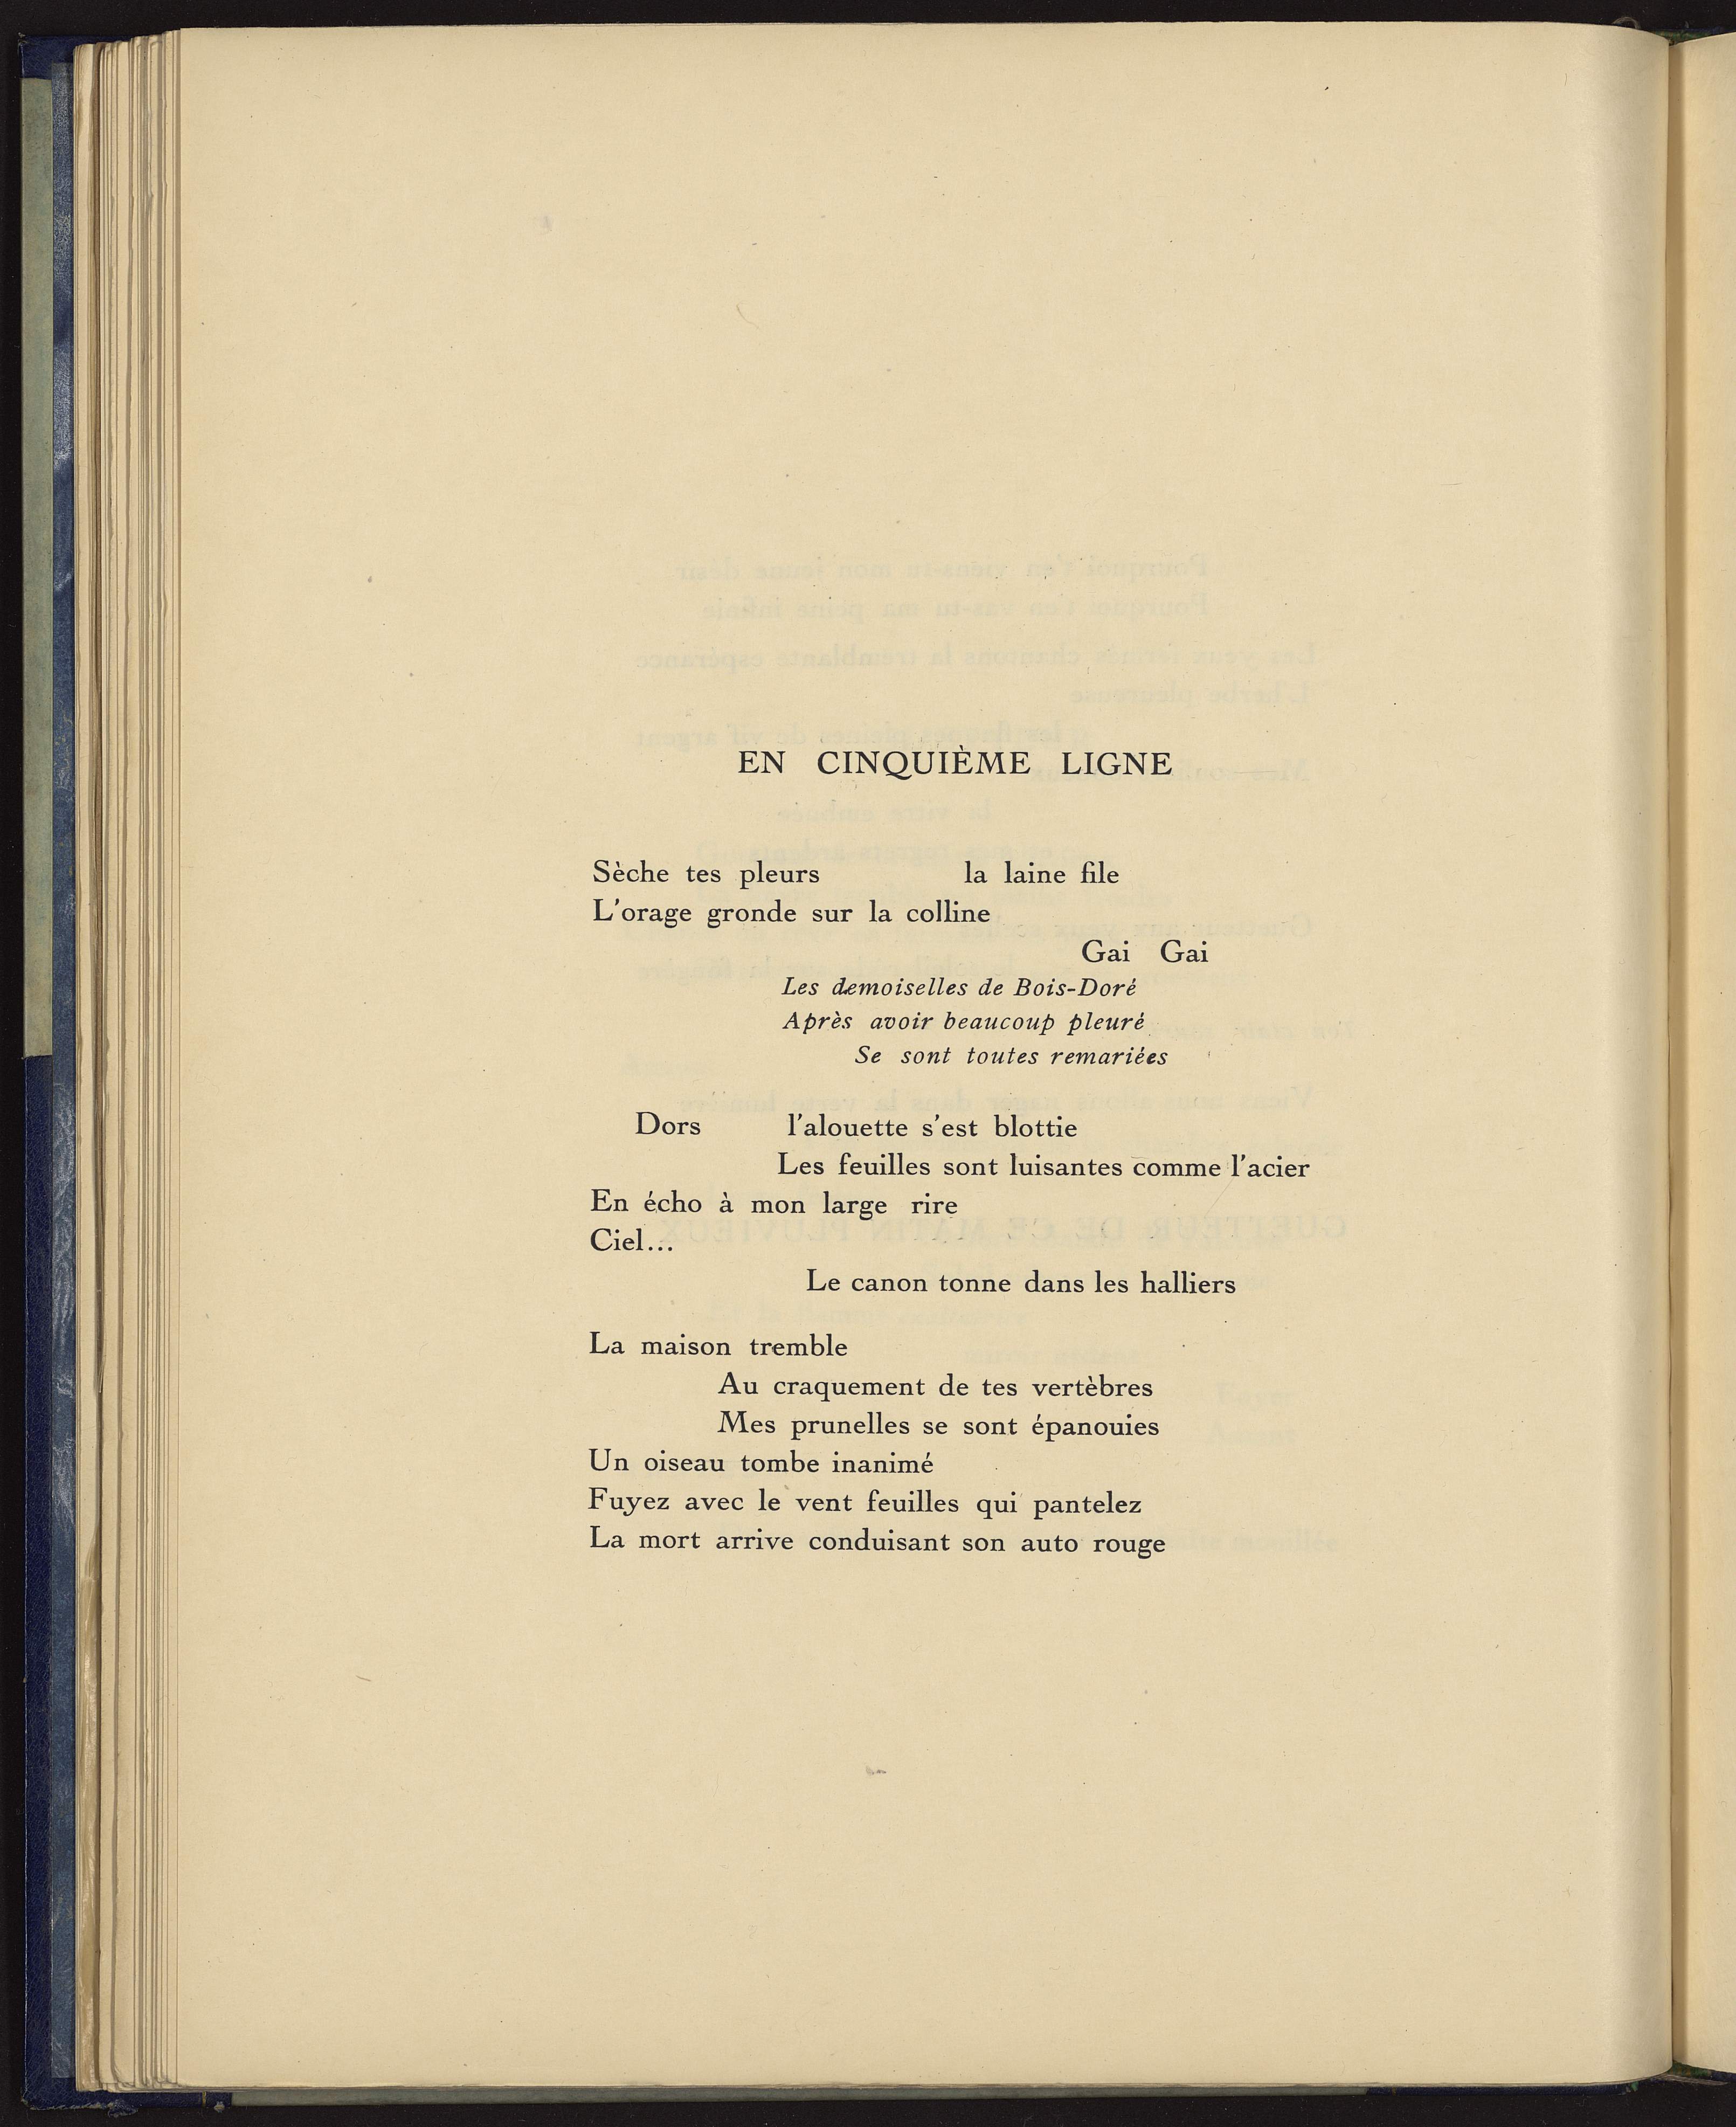 EN CINQUIÈME LIGNE
Sèche tes pleurs la laine file
L'orage gronde sur la colline
Gai Gai
Les demoiselles de Bois-Doré
Après avoir beaucoup pleuré
Se sont toutes remariées
Dors l'alouette s'est blottie
Les feuilles sont luisantes comme l'acier
En écho à mon large rire
Ciel...
Le canon tonne dans les halliers
La maison tremble
Au craquement de tes vertèbres
Mes prunelles se sont épanouies
Un oiseau tombe inanimé
Fuyez avec le vent feuilles qui pantelez
La mort arrive conduisant son auto rouge